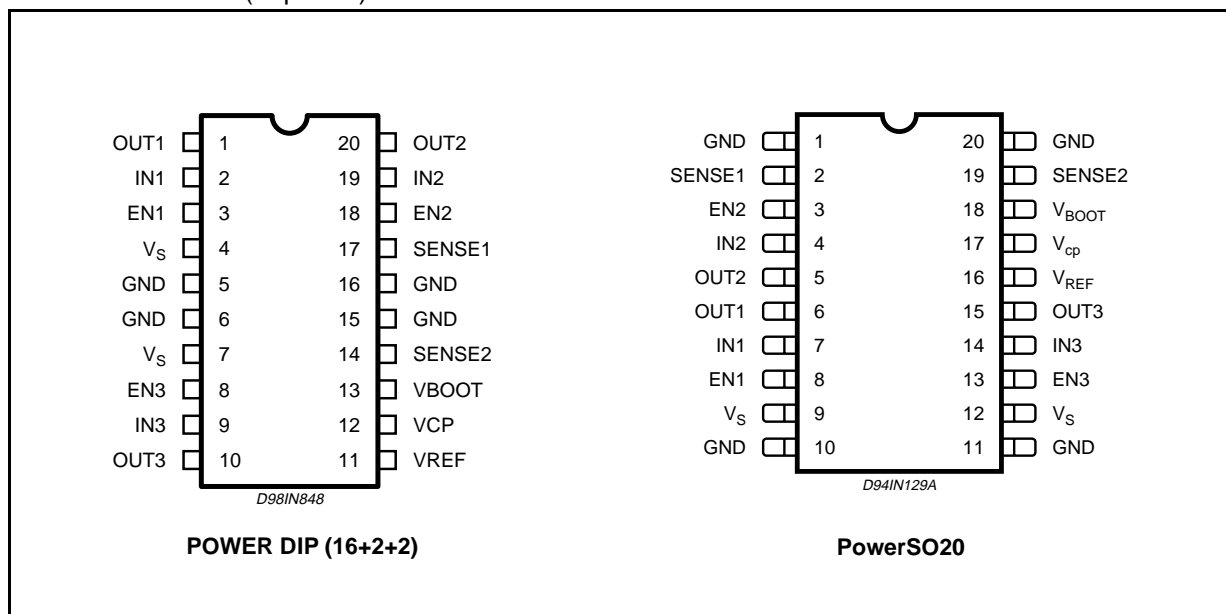 OUT1 1 20 OUT2
IN1 2 19 IN2
EN1 3 18 EN2
VS 4 17 SENSE1
GND 5 16 GND
GND 6 15 GND
VS 7 14 SENSE2
EN3 8 13 VBOOT
IN3 9 12 VCP
OUT3 10 11 VREF
D98IN848
POWER DIP (16+2+2)
GND 1 20 GND
SENSE1 2 19 SENSE2
EN2 3 18 VBOOT
IN2 4 17 Vcp
OUT2 5 16 VREF
OUT1 6 15 OUT3
IN1 7 14 IN3
EN1 8 13 EN3
VS 9 12 VS
GND 10 11 GND
D94IN129A
PowerSO20